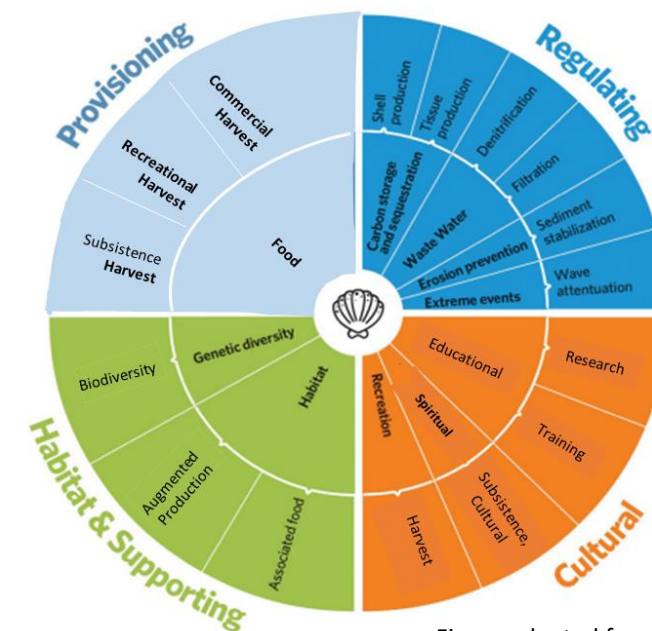 Provisioning
Commercial
Harvest
Recreational
Harvest
Subsistence
Harvest
Food
Regulating
Shell
production
Tissue
production
Denitrification
Filtration
Sediment
stabilization
Wave
attentuation
Carbon storage
and sequestration
Waste Water
Erosion prevention
Extreme events
Habitat & Supporting
Genetic diversity
Habitat
Biodiversity
Augmented
Production
Associated food
Cultural
Educational
Spiritual
Recreation
Research
Training
Subsistence,
Cultural
Harvest